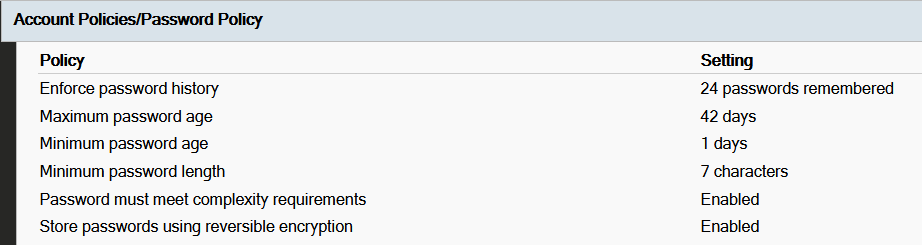 Account Policies/Password Policy
Policy Setting
Enforce password history 24 passwords remembered
Maximum password age 42 days
Minimum password age 1 days
Minimum password length 7 characters
Password must meet complexity requirements Enabled
Store passwords using reversible encryption Enabled